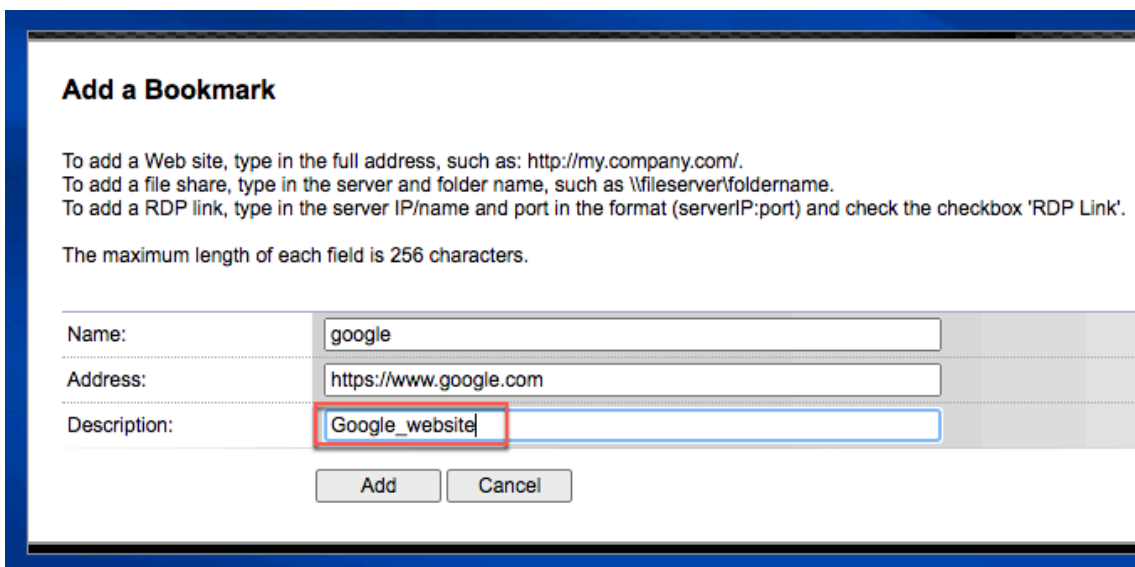 Add a Bookmark
To add a Web site, type in the full address, such as: http://my.company.com/.
To add a file share, type in the server and folder name, such as \\fileserver\foldername.
To add a RDP link, type in the server IP/name and port in the format (serverIP:port) and check the checkbox 'RDP Link'.
The maximum length of each field is 256 characters.
Name: google
Address: https://www.google.com
Description: Google_website
Add Cancel